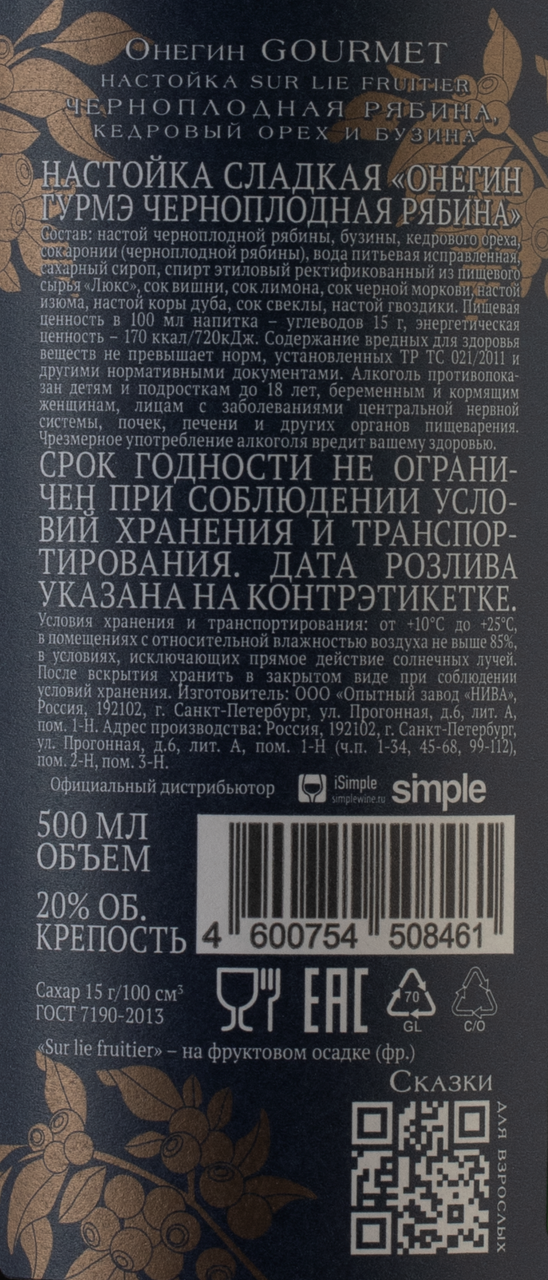 Онегин GOURMET
НАСТОЙКА SUR LIE FRUITIER
ЧЕРНОПЛОДНАЯ РЯБИНА,
КЕДРОВЫЙ ОРЕХ И БУЗИНА
НАСТОЙКА СЛАДКАЯ «ОНЕГИН
ГУРМЭ ЧЕРНОПЛОДНАЯ РЯБИНА»
Состав: настой черноплодной рябины, бузины, кедрового ореха,
сок аронии (черноплодной рябины), вода питьевая исправленная,
сахарный сироп, спирт этиловый ректификованный из пищевого
сырья «Люкс», сок вишни, сок лимона, сок черной моркови, настой
изюма, настой коры дуба, сок свеклы, настой гвоздики. Пищевая
ценность в 100 мл напитка – углеводов 15 г, энергетическая
ценность – 170 ккал/720кДж. Содержание вредных для здоровья
веществ не превышает норм, установленных ТР ТС 021/2011 и
другими нормативными документами. Алкоголь противопока-
зан детям и подросткам до 18 лет, беременным и кормящим
женщинам, лицам с заболеваниями центральной нервной
системы, почек, печени и других органов пищеварения.
Чрезмерное употребление алкоголя вредит вашему здоровью.
СРОК ГОДНОСТИ НЕ ОГРАНИ-
ЧЕН ПРИ СОБЛЮДЕНИИ УСЛО-
ВИЙ ХРАНЕНИЯ И ТРАНСПОР-
ТИРОВАНИЯ. ДАТА РОЗЛИВА
УКАЗАНА НА КОНТРЭТИКЕТКЕ.
Условия хранения и транспортирования: от +10°С до +25°С,
в помещениях с относительной влажностью воздуха не выше 85%,
в условиях, исключающих прямое действие солнечных лучей.
После вскрытия хранить в закрытом виде при соблюдении
условий хранения. Изготовитель: ООО «Опытный завод «НИВА»,
Россия, 192102, г. Санкт-Петербург, ул. Прогонная, д.6, лит. А,
пом. 1-Н. Адрес производства: Россия, 192102, г. Санкт-Петербург,
ул. Прогонная, д.6, лит. А, пом. 1-Н (ч.п. 1-34, 45-68, 99-112),
пом. 2-Н, пом. 3-Н.
Официальный дистрибьютор iSimple simplewine.ru simple
500 МЛ
ОБЪЕМ
20% ОБ.
КРЕПОСТЬ
4 600754 508461
Сахар 15 г/100 см³
ГОСТ 7190-2013
EAC
70
GL
C/O
«Sur lie fruitier» – на фруктовом осадке (фр.)
Сказки
для взрослых